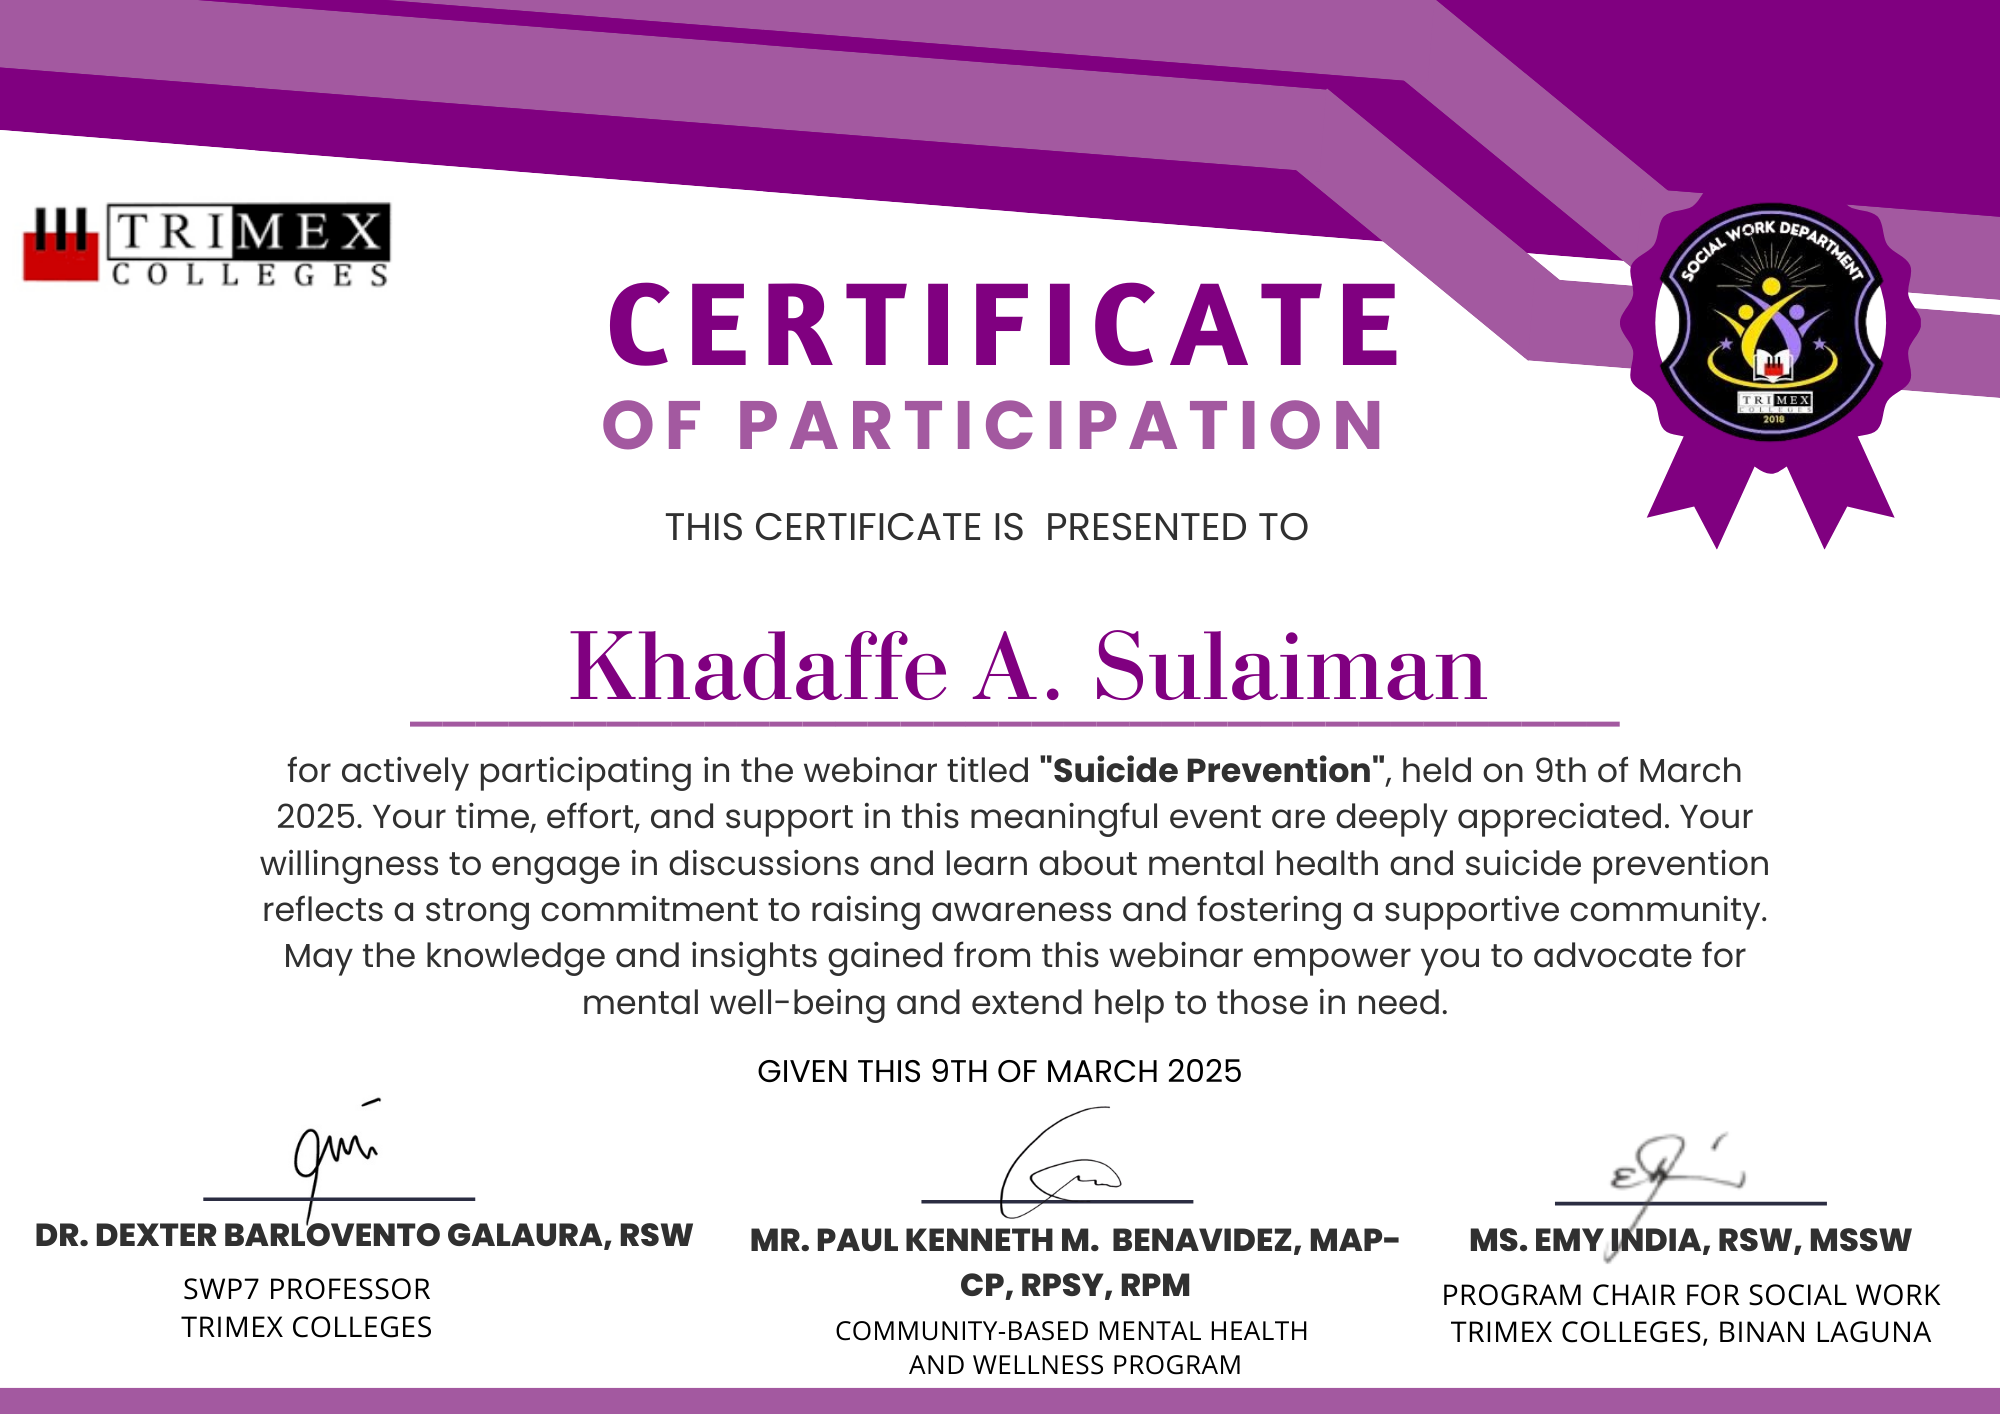 TRIMEX
COLLEGES
SOCIAL WORK DEPARTMENT
TRIMEX
COLLEGES
2018
CERTIFICATE
OF PARTICIPATION
THIS CERTIFICATE IS PRESENTED TO
Khadaffe A. Sulaiman
for actively participating in the webinar titled "Suicide Prevention", held on 9th of March
2025. Your time, effort, and support in this meaningful event are deeply appreciated. Your
willingness to engage in discussions and learn about mental health and suicide prevention
reflects a strong commitment to raising awareness and fostering a supportive community.
May the knowledge and insights gained from this webinar empower you to advocate for
mental well-being and extend help to those in need.
GIVEN THIS 9TH OF MARCH 2025
DR. DEXTER BARLOVENTO GALAURA, RSW
SWP7 PROFESSOR
TRIMEX COLLEGES
MR. PAUL KENNETH M. BENAVIDEZ, MAP-
CP, RPSY, RPM
COMMUNITY-BASED MENTAL HEALTH
AND WELLNESS PROGRAM
MS. EMY INDIA, RSW, MSSW
PROGRAM CHAIR FOR SOCIAL WORK
TRIMEX COLLEGES, BINAN LAGUNA